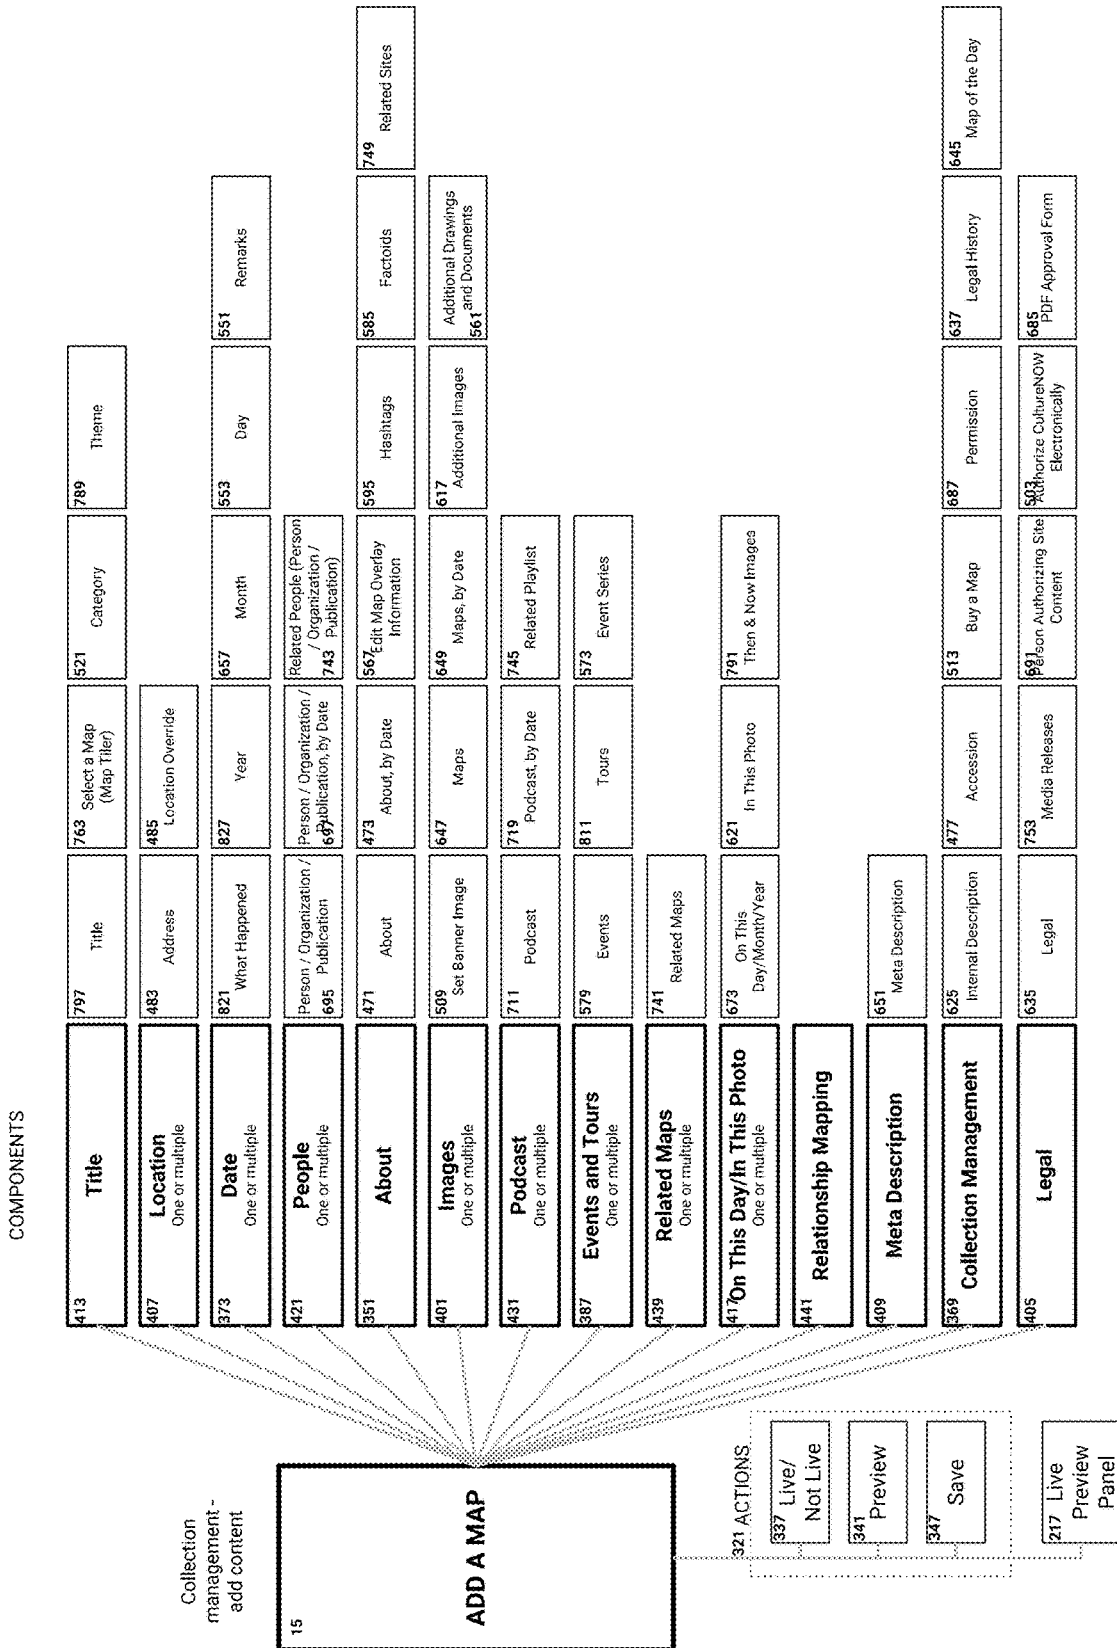 COMPONENTS
Collection
management -
add content
15
ADD A MAP
321 ACTIONS
337 Live/
Not Live
341
Preview
347
Save
217 Live
Preview
Panel
413
Title
797
Title
763 Select a Map
(Map Tiler)
521
Category
789
Theme
407
Location
One or multiple
483
Address
485
Location Override
373
Date
One or multiple
821
What Happened
827
Year
657
Month
553
Day
551
Remarks
421
People
One or multiple
Person / Organization /
695 Publication
Person / Organization /
Publication, by Date
697
Related People (Person
/ Organization /
743 Publication)
351
About
471
About
473
About, by Date
567 Edit Map Overlay
Information
595
Hashtags
585
Factoids
749
Related Sites
401
Images
One or multiple
509
Set Banner Image
647
Maps
649
Maps, by Date
617
Additional Images
Additional Drawings
and Documents
561
431
Podcast
One or multiple
711
Podcast
719
Podcast, by Date
745
Related Playlist
387
Events and Tours
One or multiple
579
Events
811
Tours
573
Event Series
439
Related Maps
One or multiple
741
Related Maps
417 On This Day/In This Photo
One or multiple
673 On This
Day/Month/Year
621
In This Photo
791
Then & Now Images
441
Relationship Mapping
409
Meta Description
651
Meta Description
369
Collection Management
625
Internal Description
477
Accession
513
Buy a Map
687
Permission
637
Legal History
645
Map of the Day
405
Legal
635
Legal
753
Media Releases
691
Person Authorizing Site
Content
503
Authorize CultureNOW
Electronically
685
PDF Approval Form